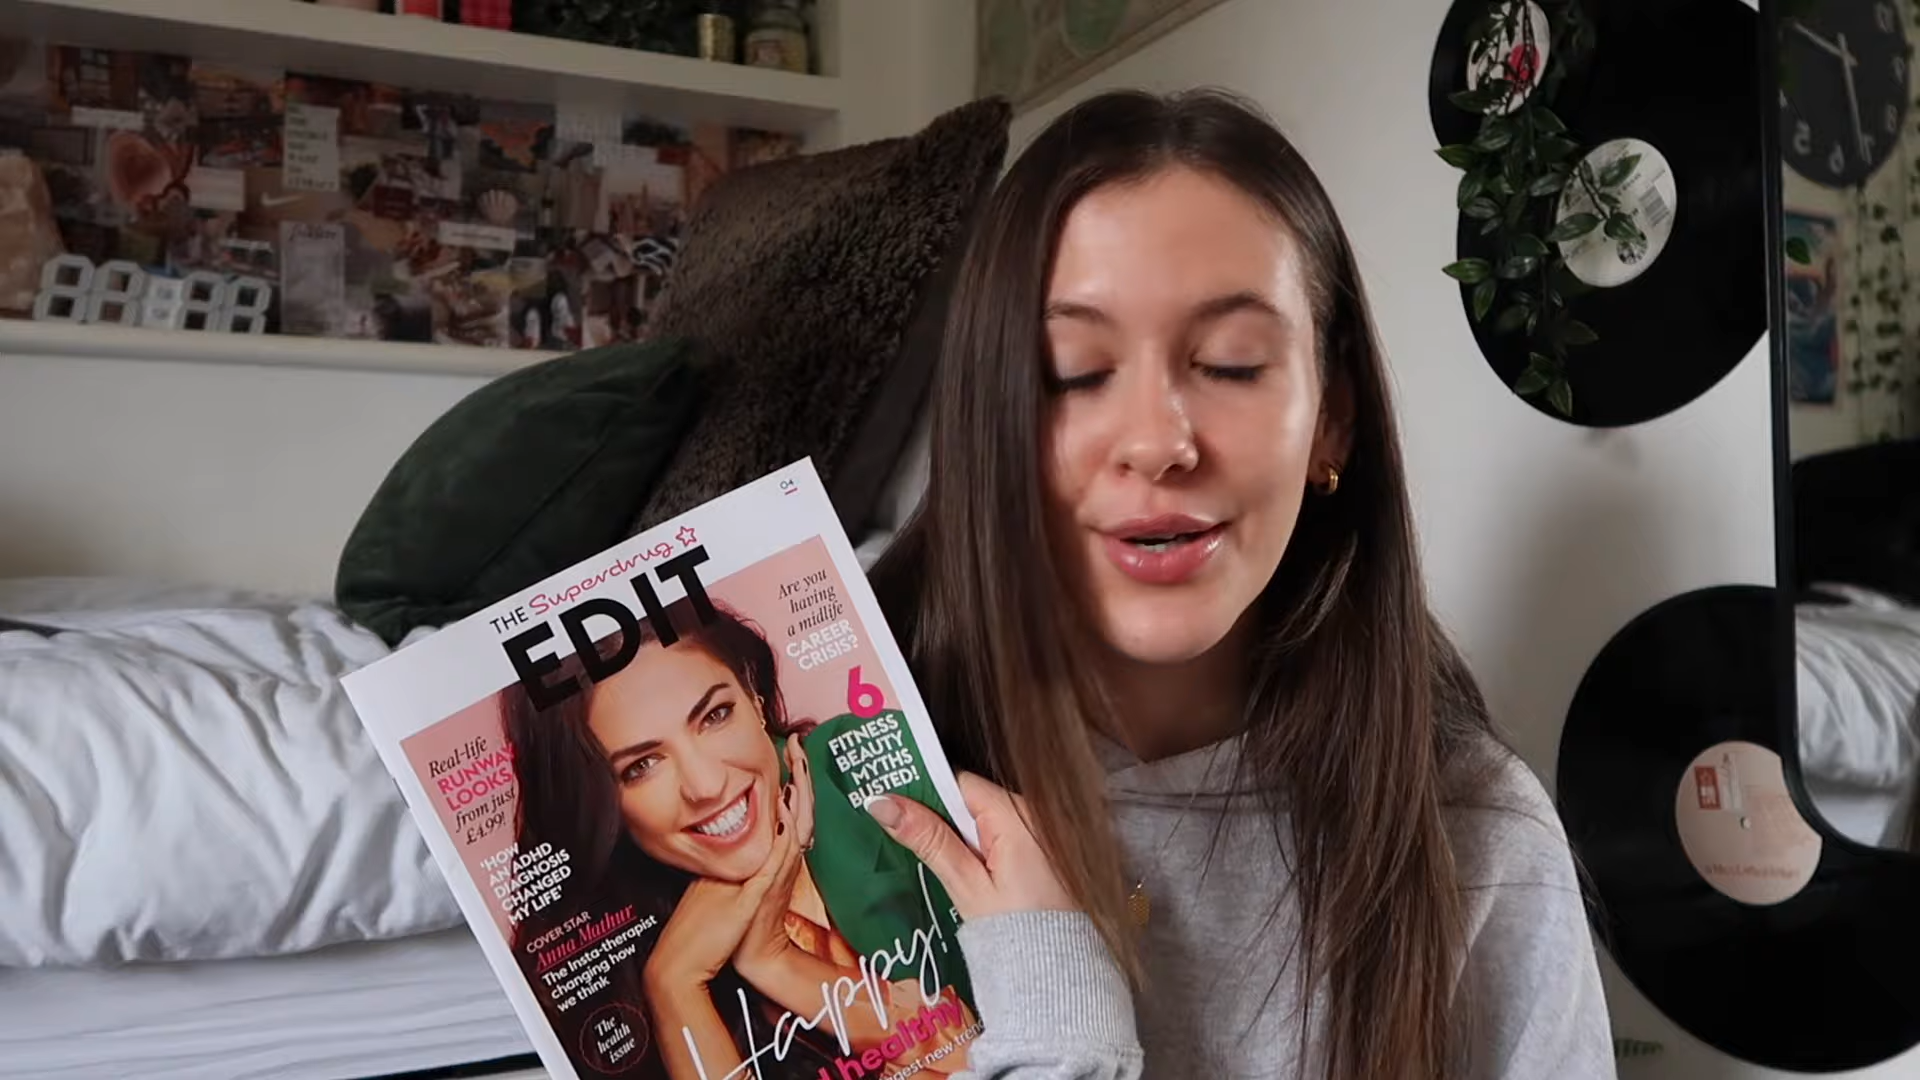 04
THE Superdrug
EDIT
Are you
having
a midlife
CAREER
CRISIS?
6
FITNESS
BEAUTY
MYTHS
BUSTED!
Real-life
RUNWAY
LOOKS
from just
£4.99!
'HOW
AN ADHD
DIAGNOSIS
CHANGED
MY LIFE'
COVER STAR
Anna Mathur
The Insta-therapist
changing how
we think
The
health
issue
Happy!
healthy
new